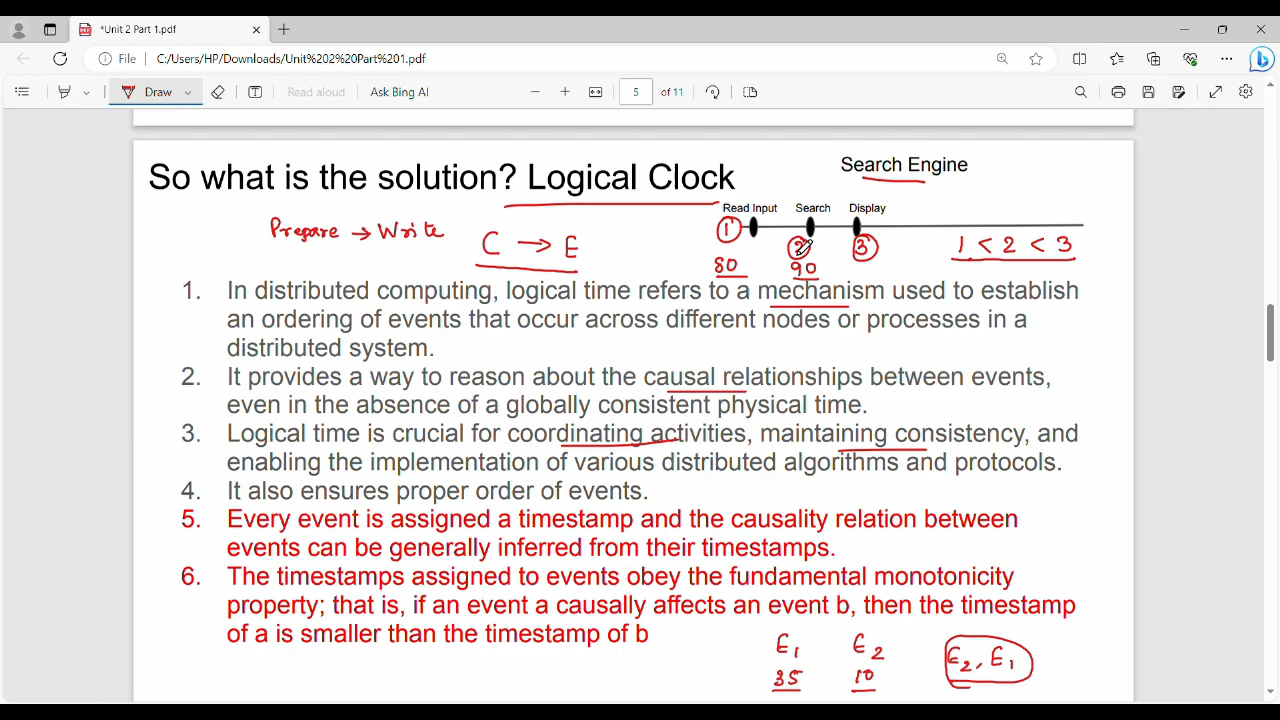 *Unit 2 Part 1.pdf
File C:/Users/HP/Downloads/Unit%202%20Part%201.pdf
Draw Read aloud Ask Bing AI 5 of 11
So what is the solution? Logical Clock
Search Engine
Read Input Search Display
Prepare → Write
C → E
1 2 3
1 < 2 < 3
80 90
1. In distributed computing, logical time refers to a mechanism used to establish
an ordering of events that occur across different nodes or processes in a
distributed system.
2. It provides a way to reason about the causal relationships between events,
even in the absence of a globally consistent physical time.
3. Logical time is crucial for coordinating activities, maintaining consistency, and
enabling the implementation of various distributed algorithms and protocols.
4. It also ensures proper order of events.
5. Every event is assigned a timestamp and the causality relation between
events can be generally inferred from their timestamps.
6. The timestamps assigned to events obey the fundamental monotonicity
property; that is, if an event a causally affects an event b, then the timestamp
of a is smaller than the timestamp of b
E1 E2 E2, E1
35 10